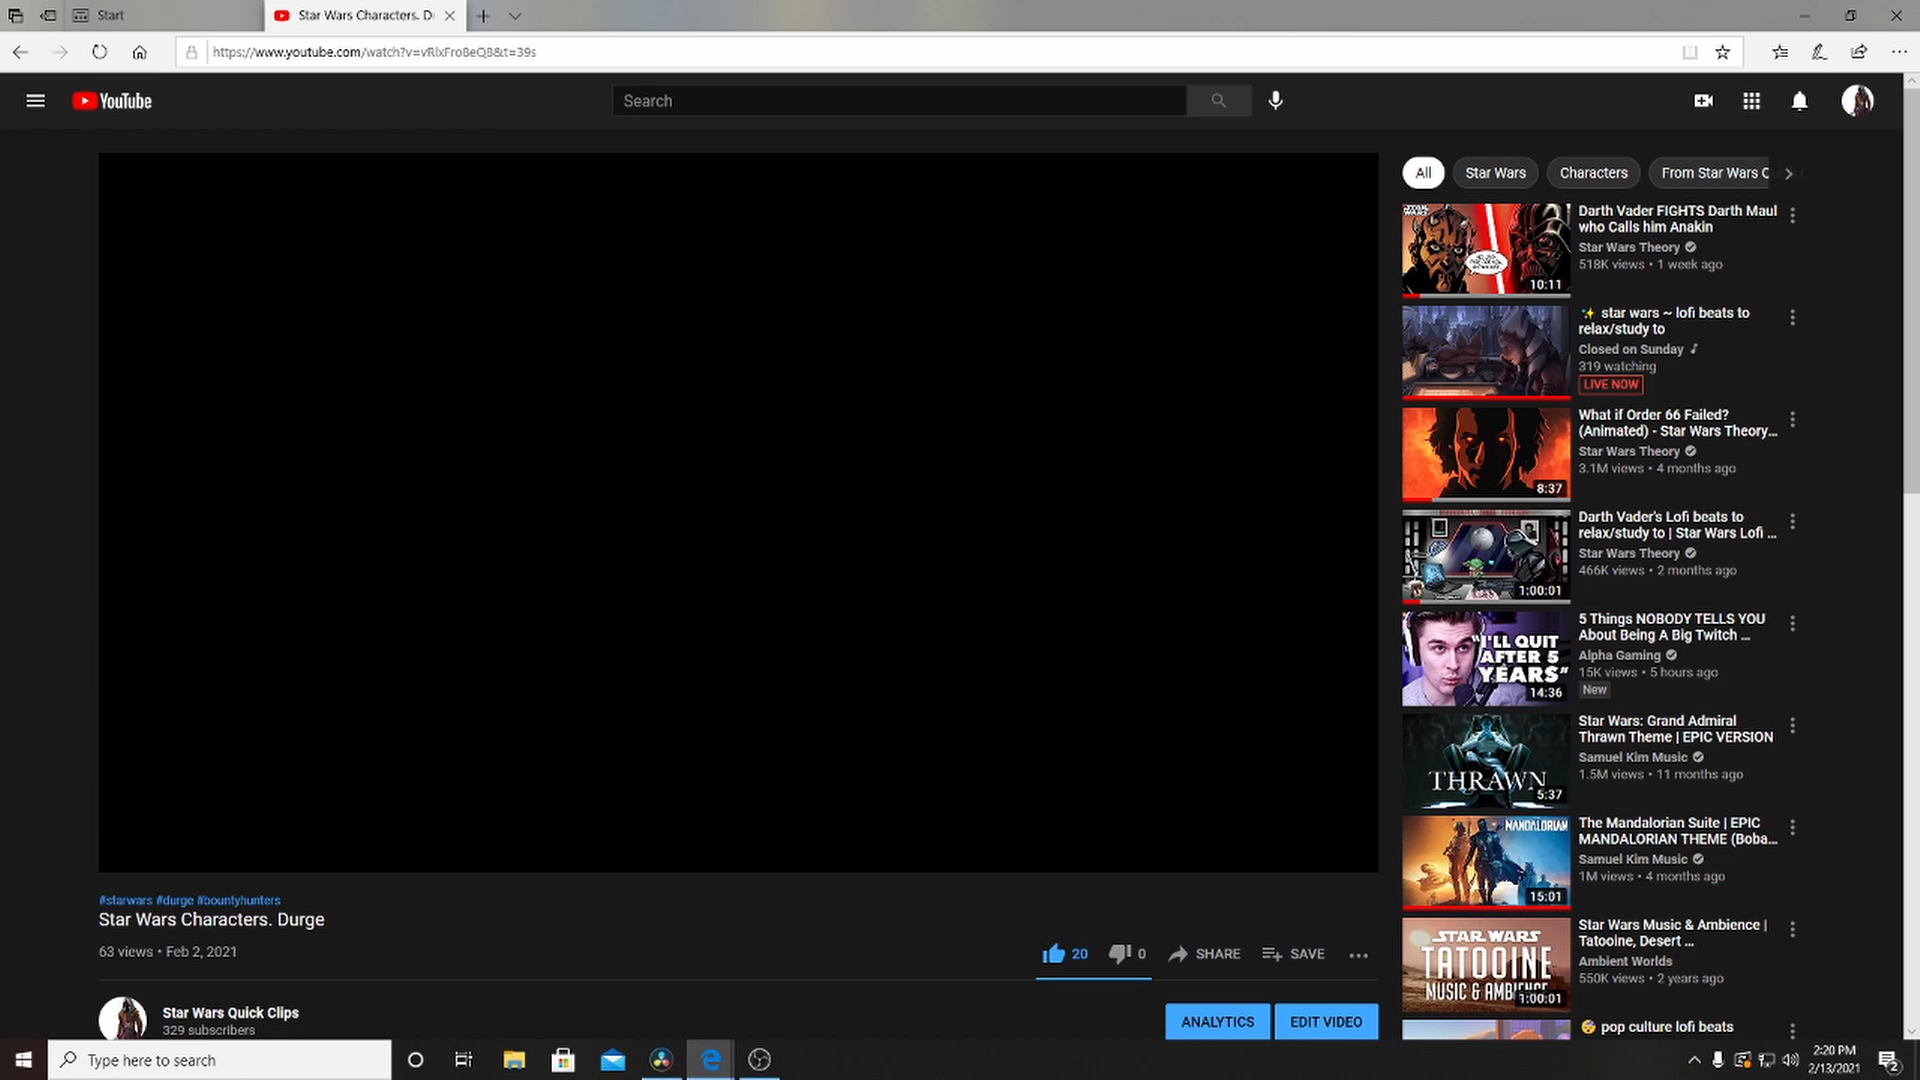 Start
Star Wars Characters. D
https://www.youtube.com/watch?v=vRlxFro8eQ8&t=39s
YouTube
Search
All
Star Wars
Characters
From Star Wars
Darth Vader FIGHTS Darth Maul
who Calls him Anakin
Star Wars Theory
518K views • 1 week ago
10:11
✨ star wars ~ lofi beats to
relax/study to
Closed on Sunday
319 watching
LIVE NOW
What if Order 66 Failed?
(Animated) - Star Wars Theory...
Star Wars Theory
3.1M views • 4 months ago
8:37
Darth Vader's Lofi beats to
relax/study to | Star Wars Lofi ...
Star Wars Theory
466K views • 2 months ago
1:00:01
"I'LL QUIT
AFTER 5
YEARS"
14:36
5 Things NOBODY TELLS YOU
About Being A Big Twitch ...
Alpha Gaming
15K views • 5 hours ago
New
THRAWN
5:37
Star Wars: Grand Admiral
Thrawn Theme | EPIC VERSION
Samuel Kim Music
1.5M views • 11 months ago
MANDALORIAN
15:01
The Mandalorian Suite | EPIC
MANDALORIAN THEME (Boba...
Samuel Kim Music
1M views • 4 months ago
STAR WARS
TATOOINE
MUSIC & AMBIENCE
1:00:01
Star Wars Music & Ambience |
Tatooine, Desert ...
Ambient Worlds
550K views • 2 years ago
😴 pop culture lofi beats
#starwars #durge #bountyhunters
Star Wars Characters. Durge
63 views • Feb 2, 2021
20
0
SHARE
SAVE
Star Wars Quick Clips
329 subscribers
ANALYTICS
EDIT VIDEO
Type here to search
2:20 PM
2/13/2021
2